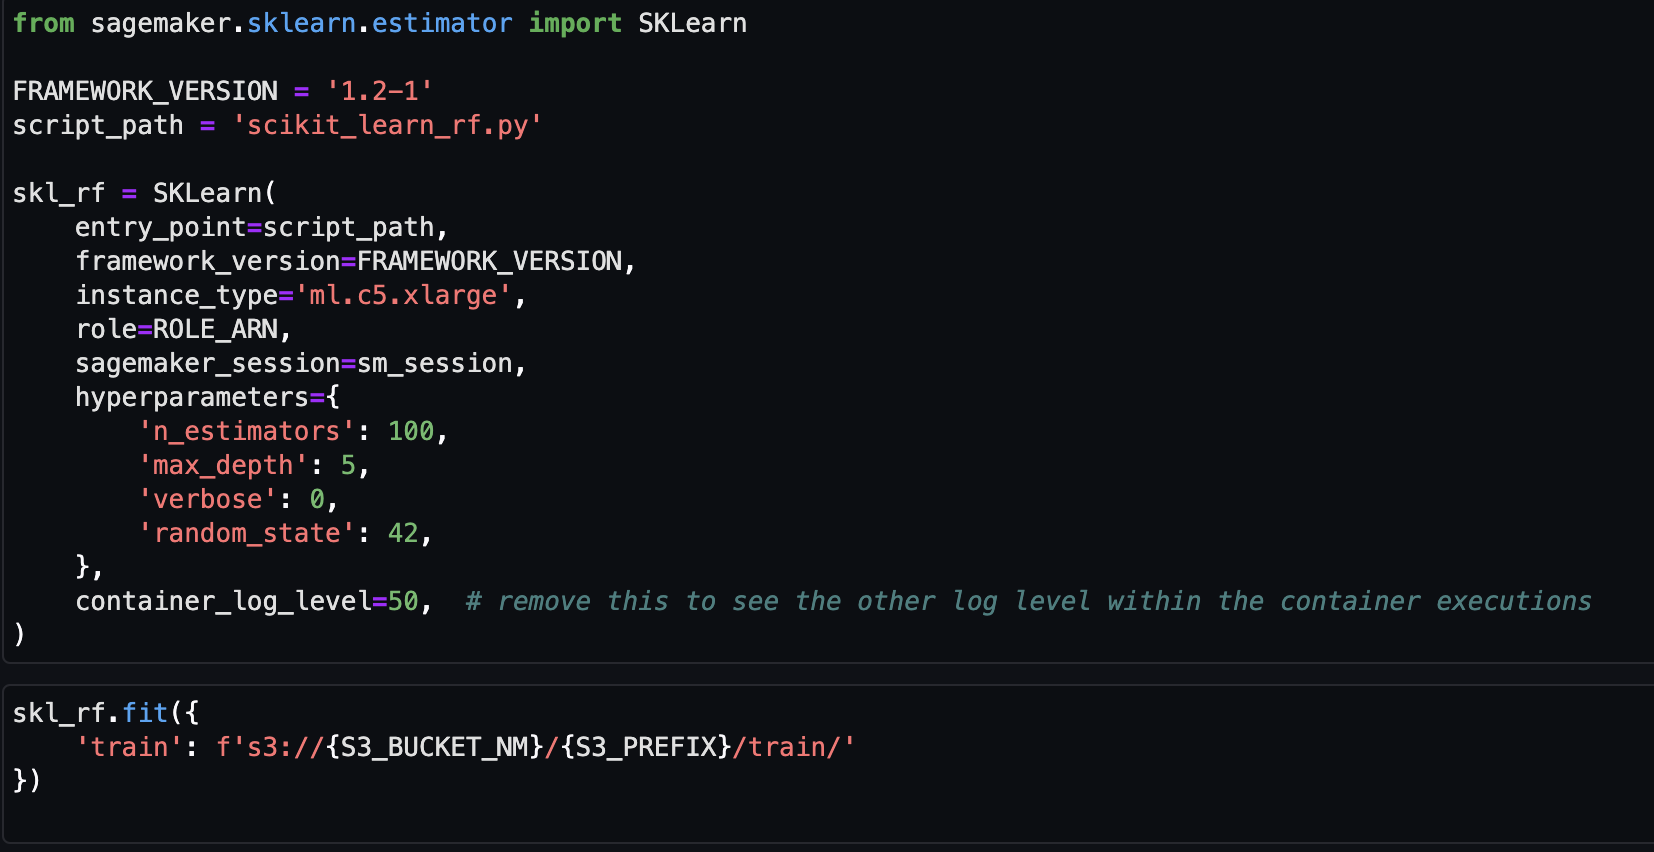 from sagemaker.sklearn.estimator import SKLearn
FRAMEWORK_VERSION = '1.2-1'
script_path = 'scikit_learn_rf.py'
skl_rf = SKLearn(
    entry_point=script_path,
    framework_version=FRAMEWORK_VERSION,
    instance_type='ml.c5.xlarge',
    role=ROLE_ARN,
    sagemaker_session=sm_session,
    hyperparameters={
        'n_estimators': 100,
        'max_depth': 5,
        'verbose': 0,
        'random_state': 42,
    },
    container_log_level=50,  # remove this to see the other log level within the container executions
)
skl_rf.fit({
    'train': f's3://{S3_BUCKET_NM}/{S3_PREFIX}/train/'
})